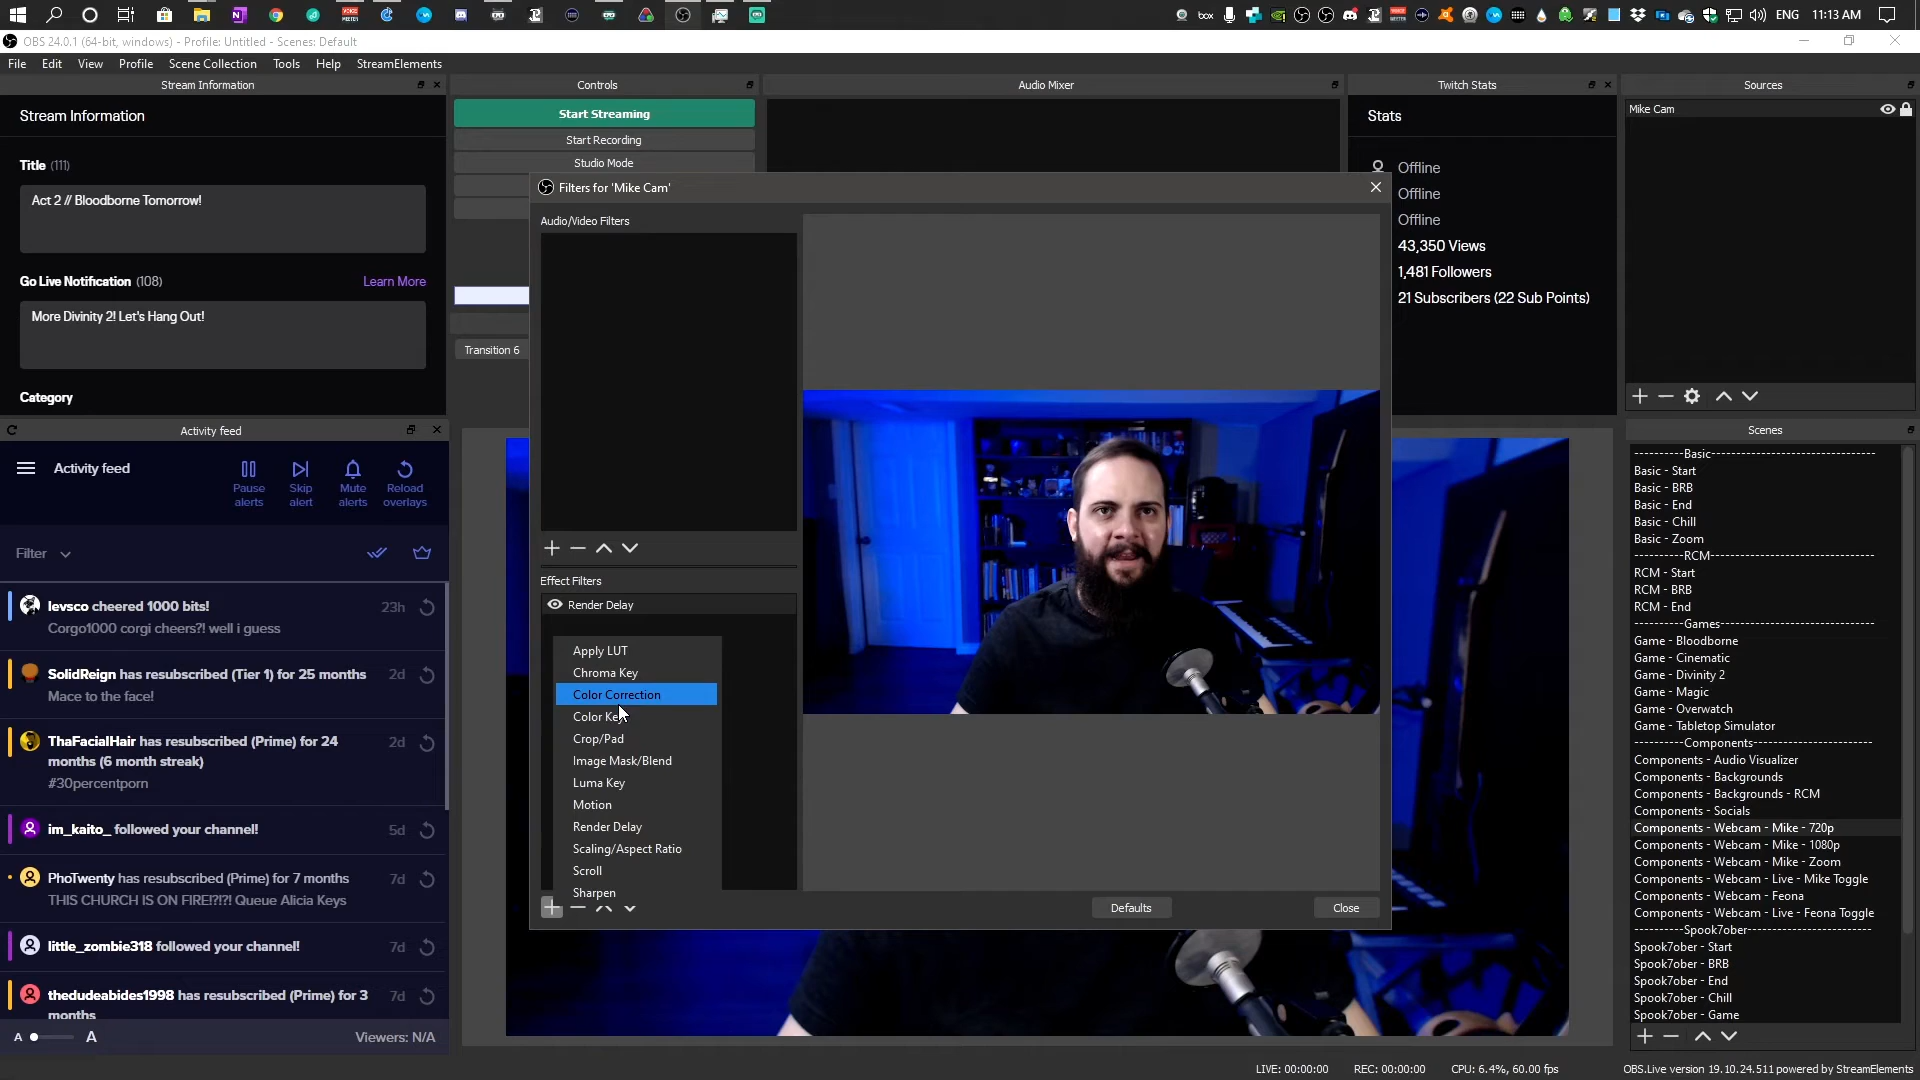 box
ENG
11:13 AM
OBS 24.0.1 (64-bit, windows) - Profile: Untitled - Scenes: Default
File Edit View Profile Scene Collection Tools Help StreamElements
Stream Information
Stream Information
Title (111)
Act 2 // Bloodborne Tomorrow!
Go Live Notification (108)
Learn More
More Divinity 2! Let's Hang Out!
Category
Controls
Start Streaming
Start Recording
Studio Mode
Transition 6
Audio Mixer
Twitch Stats
Stats
Offline
Offline
Offline
43,350 Views
1,481 Followers
21 Subscribers (22 Sub Points)
Sources
Mike Cam
Filters for 'Mike Cam'
Audio/Video Filters
Effect Filters
Render Delay
Apply LUT
Chroma Key
Color Correction
Color Key
Crop/Pad
Image Mask/Blend
Luma Key
Motion
Render Delay
Scaling/Aspect Ratio
Scroll
Sharpen
Defaults
Close
Activity feed
Activity feed
Pause alerts
Skip alert
Mute alerts
Reload overlays
Filter
levsco cheered 1000 bits!
23h
Corgo1000 corgi cheers?! well i guess
SolidReign has resubscribed (Tier 1) for 25 months
2d
Mace to the face!
ThaFacialHair has resubscribed (Prime) for 24
months (6 month streak)
2d
#30percentporn
im_kaito_ followed your channel!
5d
PhoTwenty has resubscribed (Prime) for 7 months
7d
THIS CHURCH IS ON FIRE!?!?! Queue Alicia Keys
little_zombie318 followed your channel!
7d
thedudeabides1998 has resubscribed (Prime) for 3
months
7d
A A
Viewers: N/A
Scenes
----------Basic----------
Basic - Start
Basic - BRB
Basic - End
Basic - Chill
Basic - Zoom
----------RCM----------
RCM - Start
RCM - BRB
RCM - End
----------Games----------
Game - Bloodborne
Game - Cinematic
Game - Divinity 2
Game - Magic
Game - Overwatch
Game - Tabletop Simulator
----------Components----------
Components - Audio Visualizer
Components - Backgrounds
Components - Backgrounds - RCM
Components - Socials
Components - Webcam - Mike - 720p
Components - Webcam - Mike - 1080p
Components - Webcam - Mike - Zoom
Components - Webcam - Live - Mike Toggle
Components - Webcam - Feona
Components - Webcam - Live - Feona Toggle
----------Spook7ober----------
Spook7ober - Start
Spook7ober - BRB
Spook7ober - End
Spook7ober - Chill
Spook7ober - Game
LIVE: 00:00:00
REC: 00:00:00
CPU: 6.4%, 60.00 fps
OBS.Live version 19.10.24.511 powered by StreamElements